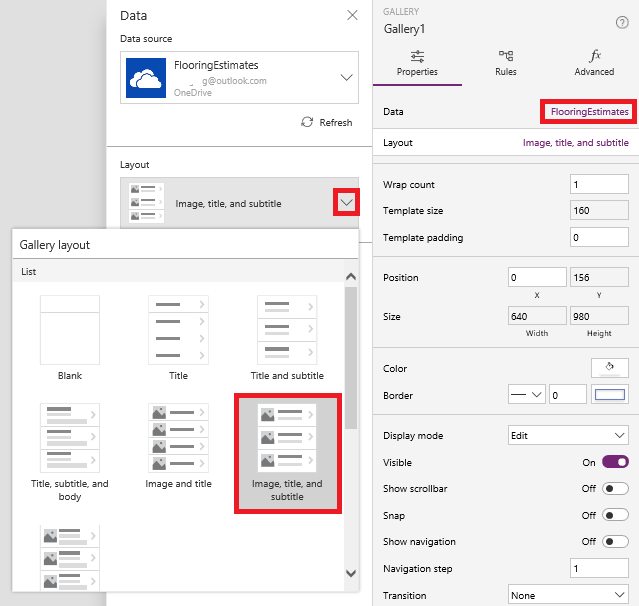 Data
Data source
FlooringEstimates
g@outlook.com
OneDrive
Refresh
Layout
Image, title, and subtitle
Gallery layout
List
Blank
Title
Title and subtitle
Title, subtitle, and
body
Image and title
Image, title, and
subtitle
GALLERY
Gallery1
?
Properties
Rules
fx
Advanced
Data
FlooringEstimates
Layout
Image, title, and subtitle
Wrap count
1
Template size
160
Template padding
0
Position
0
156
X
Y
Size
640
980
Width
Height
Color
Border
0
Display mode
Edit
Visible
On
Show scrollbar
Off
Snap
Off
Show navigation
Off
Navigation step
1
Transition
None